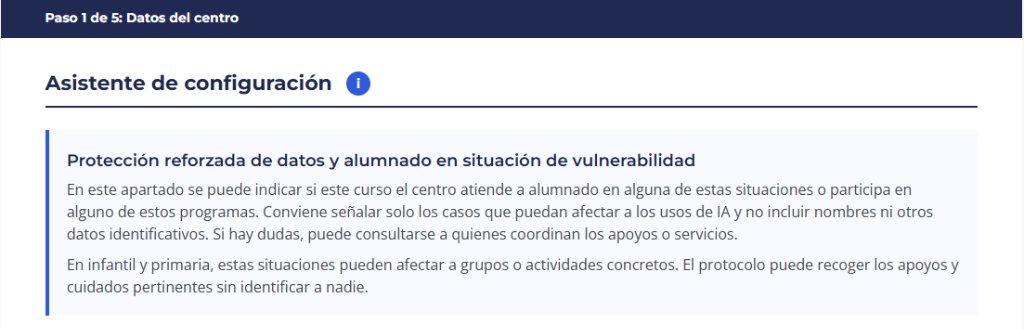 Paso 1 de 5: Datos del centro
Asistente de configuración i
Protección reforzada de datos y alumnado en situación de vulnerabilidad
En este apartado se puede indicar si este curso el centro atiende a alumnado en alguna de estas situaciones o participa en
alguno de estos programas. Conviene señalar solo los casos que puedan afectar a los usos de IA y no incluir nombres ni otros
datos identificativos. Si hay dudas, puede consultarse a quienes coordinan los apoyos o servicios.
En infantil y primaria, estas situaciones pueden afectar a grupos o actividades concretos. El protocolo puede recoger los apoyos y
cuidados pertinentes sin identificar a nadie.